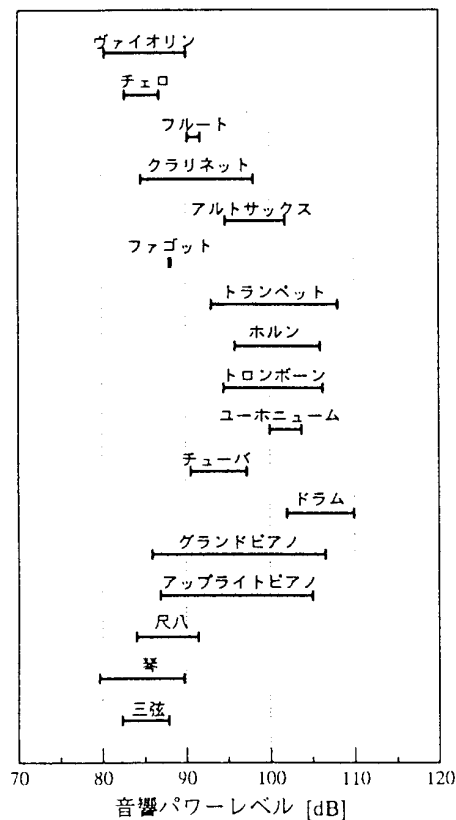 ヴァイオリン
チェロ
フルート
クラリネット
アルトサックス
ファゴット
トランペット
ホルン
トロンボーン
ユーホニューム
チューバ
ドラム
グランドピアノ
アップライトピアノ
尺八
琴
三弦
70 80 90 100 110 120
音響パワーレベル [dB]